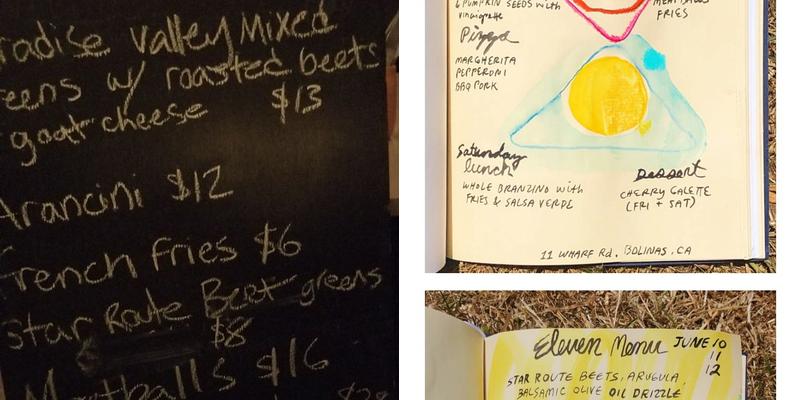 radise Valley Mixed
eens w/ roasted beets
goat cheese $13
Arancini $12
French fries $6
Star Route Beet greens
$8
Meatballs $16
& PUMPKIN SEEDS with
vinaigrette
MEATBALLS
FRIES
Pizza
MARGHERITA
PEPPERONI
BBQ PORK
Saturday
lunch
WHOLE BRANZINO with
FRIES & SALSA VERDE
Dessert
CHERRY GALETTE
(FRI + SAT)
11 WHARF Rd. BOLINAS, CA
Eleven Menu JUNE 10
11
12
STAR ROUTE BEETS, ARUGULA,
BALSAMIC OLIVE OIL DRIZZLE